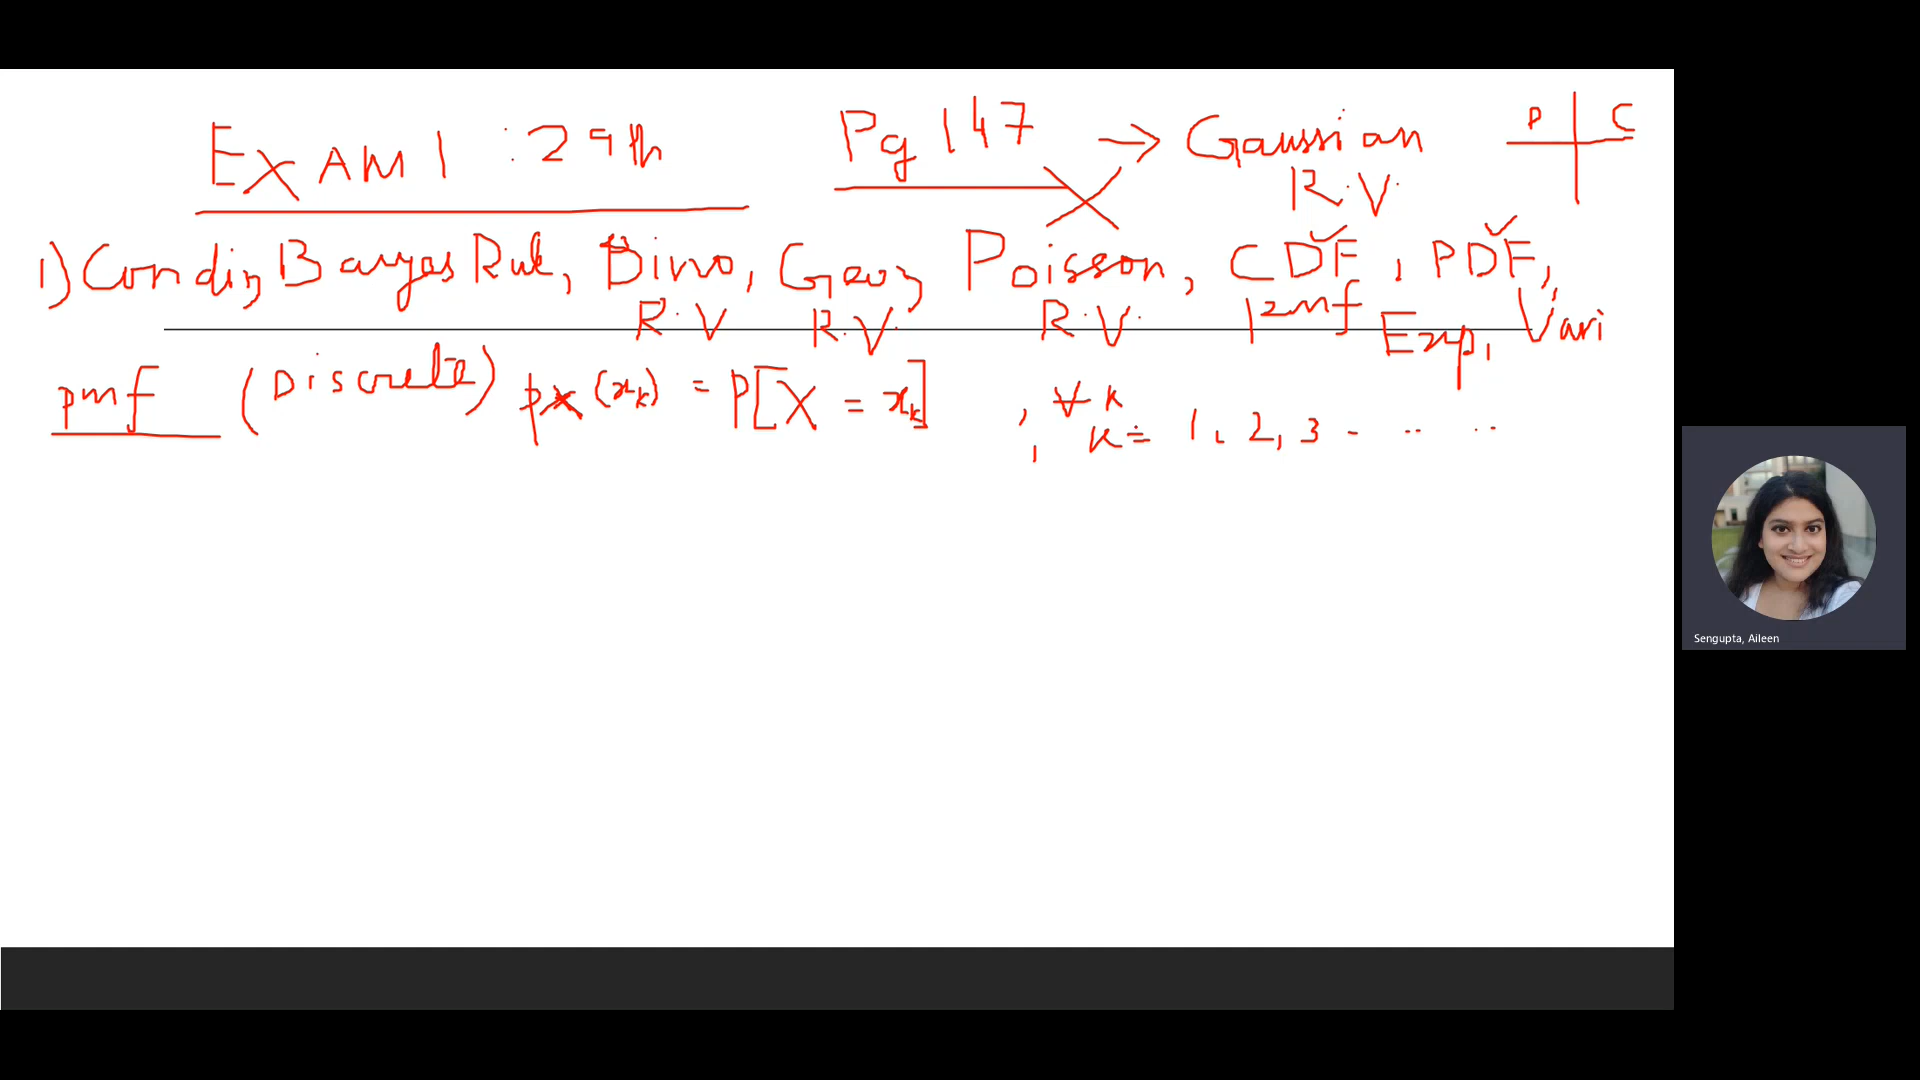 EXAM 1 : 29th Pg 147 → Gaussian R.V. P C
1) Condi, Bayes Rule, Bino, Geo, Poisson, CDF, PDF,
R.V R.V. R.V. pmf Exp, Vari
pmf (Discrete) pX(xk) = P[X = xk] ; ∀ k
; k = 1, 2, 3 - .. ..
Sengupta, Aileen